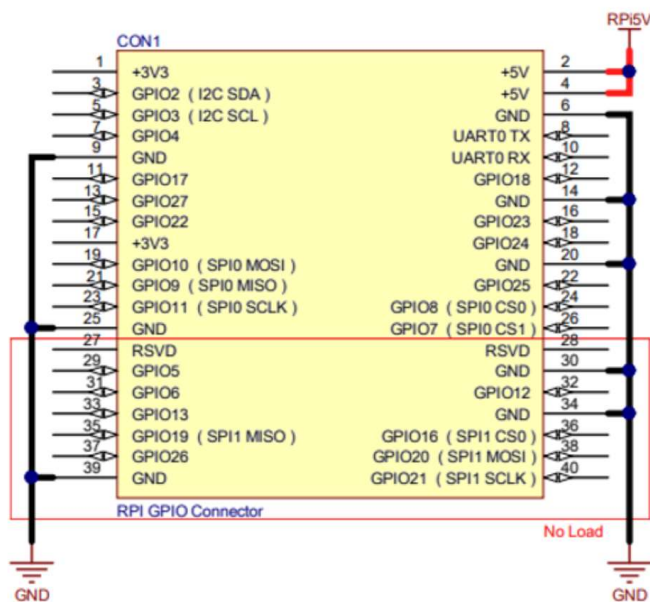 RPi5V
CON1
1 +3V3 +5V 2
3 GPIO2 ( I2C SDA ) +5V 4
5 GPIO3 ( I2C SCL ) GND 6
7 GPIO4 UART0 TX 8
9 GND UART0 RX 10
11 GPIO17 GPIO18 12
13 GPIO27 GND 14
15 GPIO22 GPIO23 16
17 +3V3 GPIO24 18
19 GPIO10 ( SPI0 MOSI ) GND 20
21 GPIO9 ( SPI0 MISO ) GPIO25 22
23 GPIO11 ( SPI0 SCLK ) GPIO8 ( SPI0 CS0 ) 24
25 GND GPIO7 ( SPI0 CS1 ) 26
27 RSVD RSVD 28
29 GPIO5 GND 30
31 GPIO6 GPIO12 32
33 GPIO13 GND 34
35 GPIO19 ( SPI1 MISO ) GPIO16 ( SPI1 CS0 ) 36
37 GPIO26 GPIO20 ( SPI1 MOSI ) 38
39 GND GPIO21 ( SPI1 SCLK ) 40
RPI GPIO Connector
No Load
GND GND